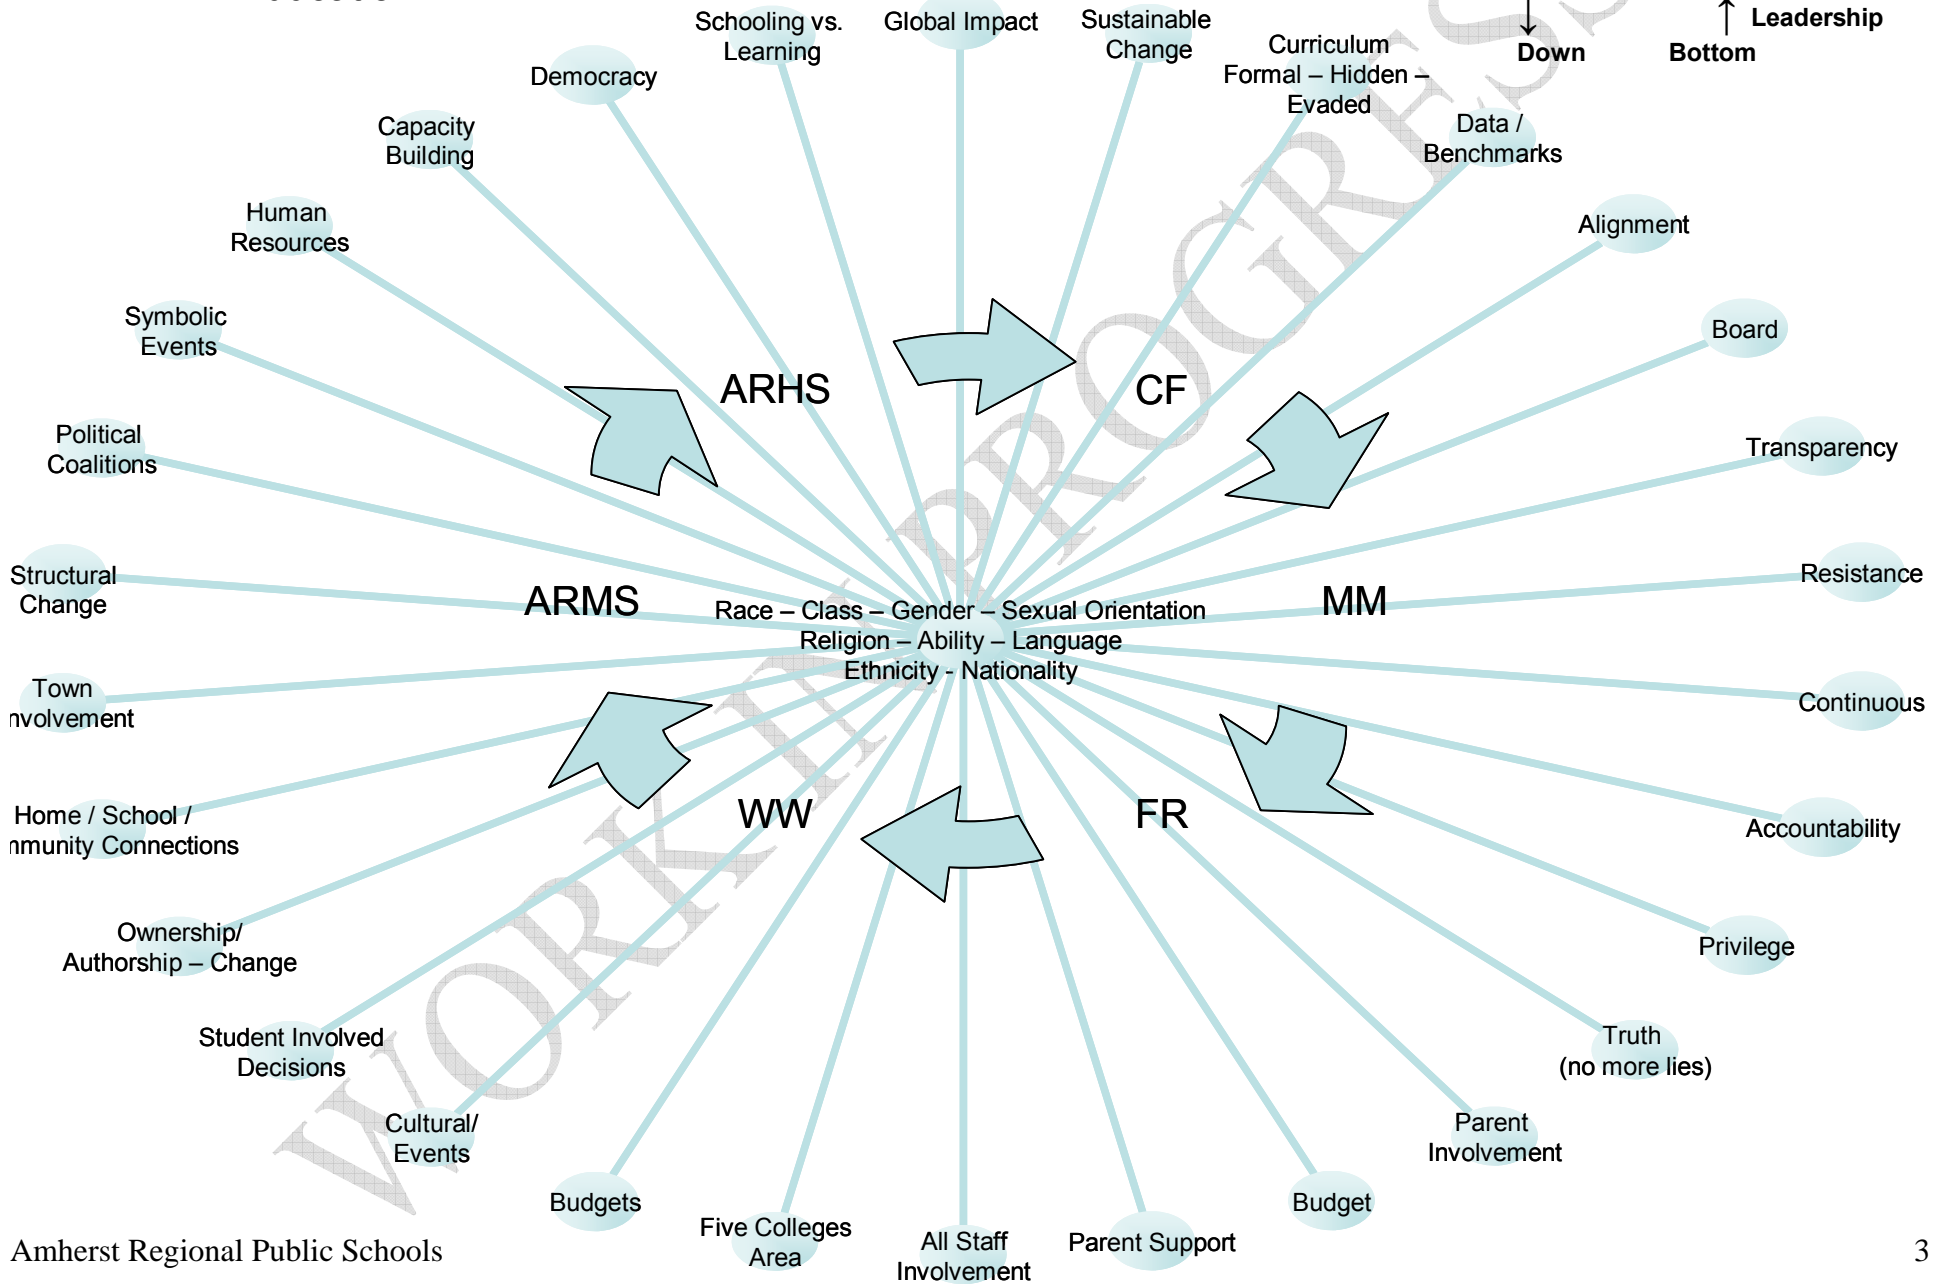 Schooling vs.
Learning
Global Impact
Sustainable
Change
Leadership
Down
Bottom
Curriculum
Formal – Hidden –
Evaded
Democracy
Data /
Benchmarks
Capacity
Building
Human
Resources
Alignment
Symbolic
Events
Board
ARHS
CF
Political
Coalitions
Transparency
Structural
Change
Resistance
ARMS
MM
Race – Class – Gender – Sexual Orientation
Religion – Ability – Language
Ethnicity - Nationality
Town
nvolvement
Continuous
Home / School /
mmunity Connections
WW
FR
Accountability
Ownership/
Authorship – Change
Privilege
Student Involved
Decisions
Truth
(no more lies)
Cultural/
Events
Parent
Involvement
Budgets
Budget
Five Colleges
Area
All Staff
Involvement
Parent Support
WORK IN PROGRESS
Amherst Regional Public Schools
3